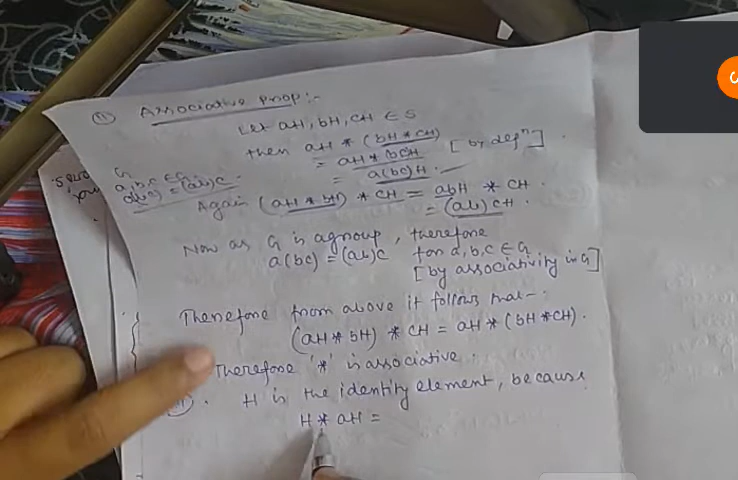 (ii) Associative prop:-
Let aH, bH, cH ∈ S
then aH * (bH * cH)
= aH * bcH [by defⁿ].
= a(bc)H.
G
a, b, c ∈ G.
a(bc) = (ab)c.
Again (aH * bH) * cH = abH * cH.
= (ab)cH.
Now as G is a group, therefore
a(bc) = (ab)c for a, b, c ∈ G
[by associativity in G]
Therefore from above it follows that -
(aH * bH) * cH = aH * (bH * cH).
Therefore '*' is associative.
H is the identity element, because
H * aH =